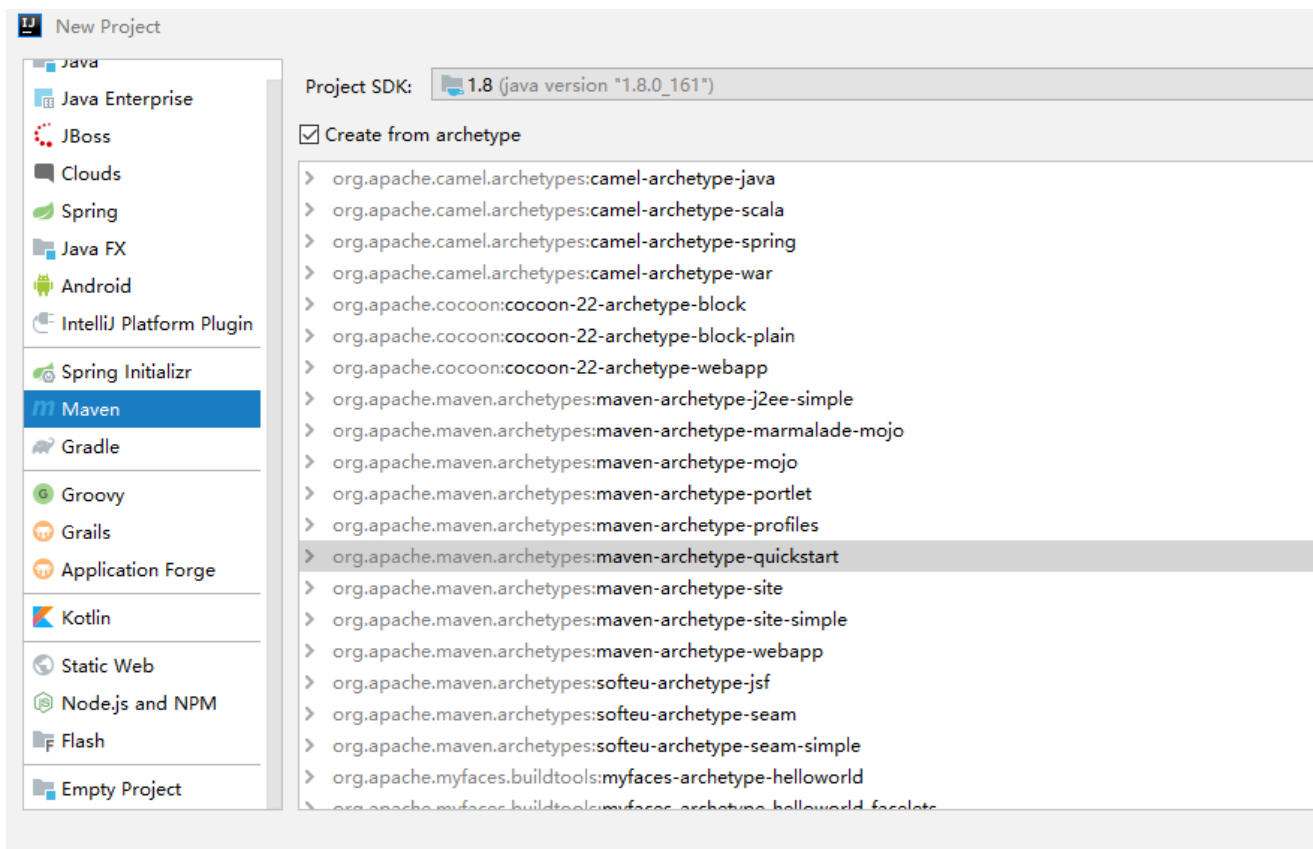 New Project
Java
Java Enterprise
JBoss
Clouds
Spring
Java FX
Android
IntelliJ Platform Plugin
Spring Initializr
Maven
Gradle
Groovy
Grails
Application Forge
Kotlin
Static Web
Node.js and NPM
Flash
Empty Project
Project SDK: 1.8 (java version "1.8.0_161")
Create from archetype
org.apache.camel.archetypes:camel-archetype-java
org.apache.camel.archetypes:camel-archetype-scala
org.apache.camel.archetypes:camel-archetype-spring
org.apache.camel.archetypes:camel-archetype-war
org.apache.cocoon:cocoon-22-archetype-block
org.apache.cocoon:cocoon-22-archetype-block-plain
org.apache.cocoon:cocoon-22-archetype-webapp
org.apache.maven.archetypes:maven-archetype-j2ee-simple
org.apache.maven.archetypes:maven-archetype-marmalade-mojo
org.apache.maven.archetypes:maven-archetype-mojo
org.apache.maven.archetypes:maven-archetype-portlet
org.apache.maven.archetypes:maven-archetype-profiles
org.apache.maven.archetypes:maven-archetype-quickstart
org.apache.maven.archetypes:maven-archetype-site
org.apache.maven.archetypes:maven-archetype-site-simple
org.apache.maven.archetypes:maven-archetype-webapp
org.apache.maven.archetypes:softeu-archetype-jsf
org.apache.maven.archetypes:softeu-archetype-seam
org.apache.maven.archetypes:softeu-archetype-seam-simple
org.apache.myfaces.buildtools:myfaces-archetype-helloworld
org.apache.myfaces.buildtools:myfaces-archetype-helloworld-facelets